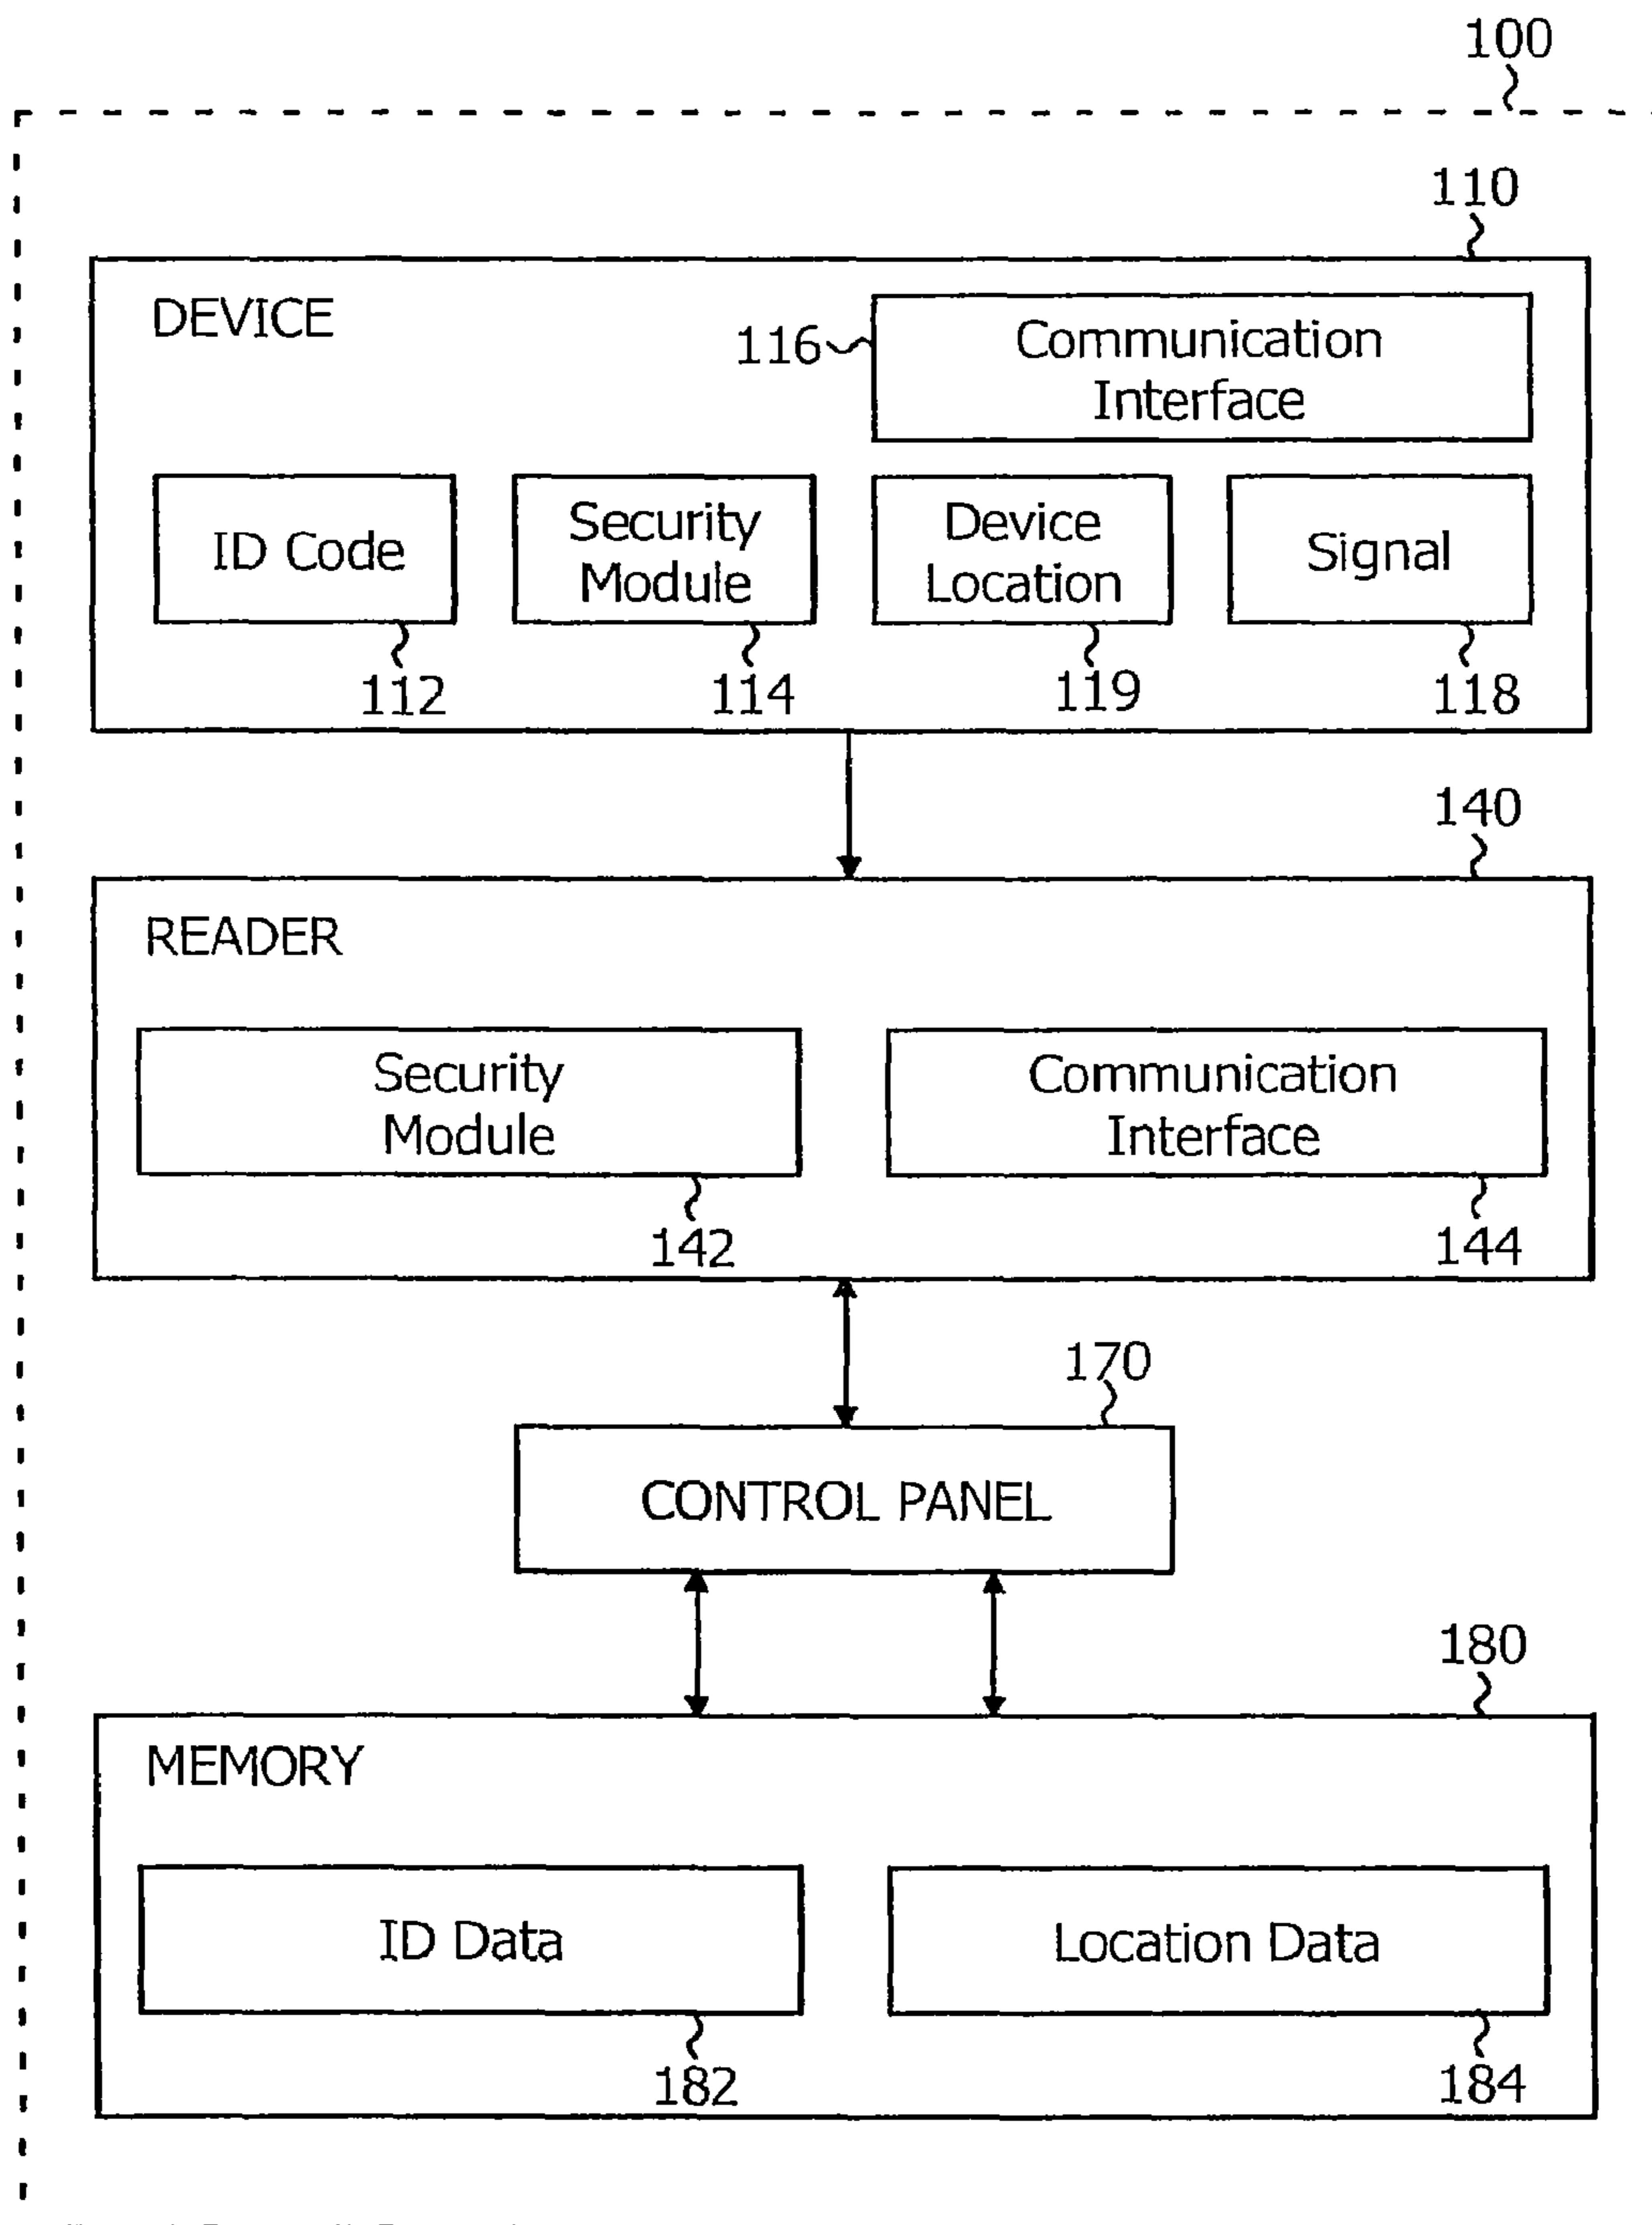 100
110
DEVICE
116
Communication
Interface
ID Code
Security
Module
Device
Location
Signal
112
114
119
118
140
READER
Security
Module
Communication
Interface
142
144
170
CONTROL PANEL
180
MEMORY
ID Data
Location Data
182
184